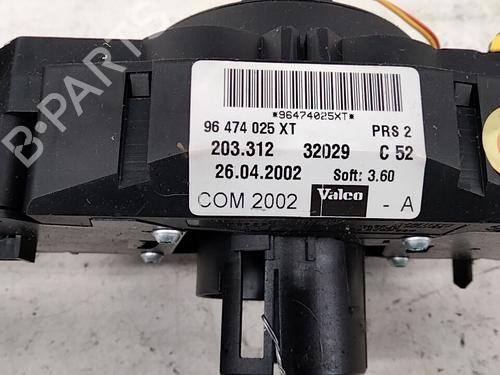 *96474025XT*
96 474 025 XT PRS 2
203.312 32029 C 52
26.04.2002 Soft: 3.60
COM 2002 Valeo - A
B-PARTS